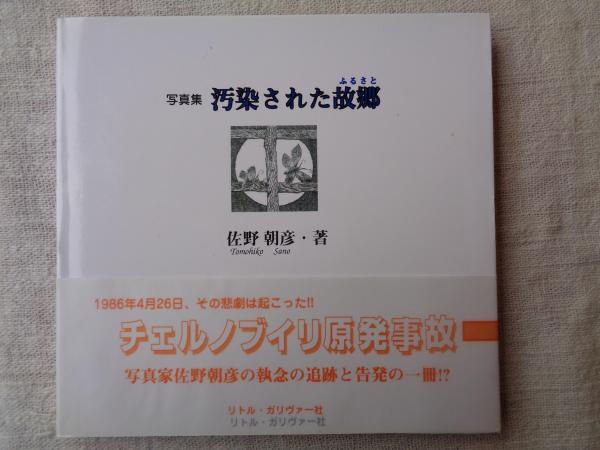 ふるさと
写真集 汚染された故郷
佐野 朝彦・著
Tomohiko Sano
1986年4月26日、その悲劇は起こった!!
チェルノブイリ原発事故
写真家佐野朝彦の執念の追跡と告発の一冊!?
リトル・ガリヴァー社
リトル・ガリヴァー社